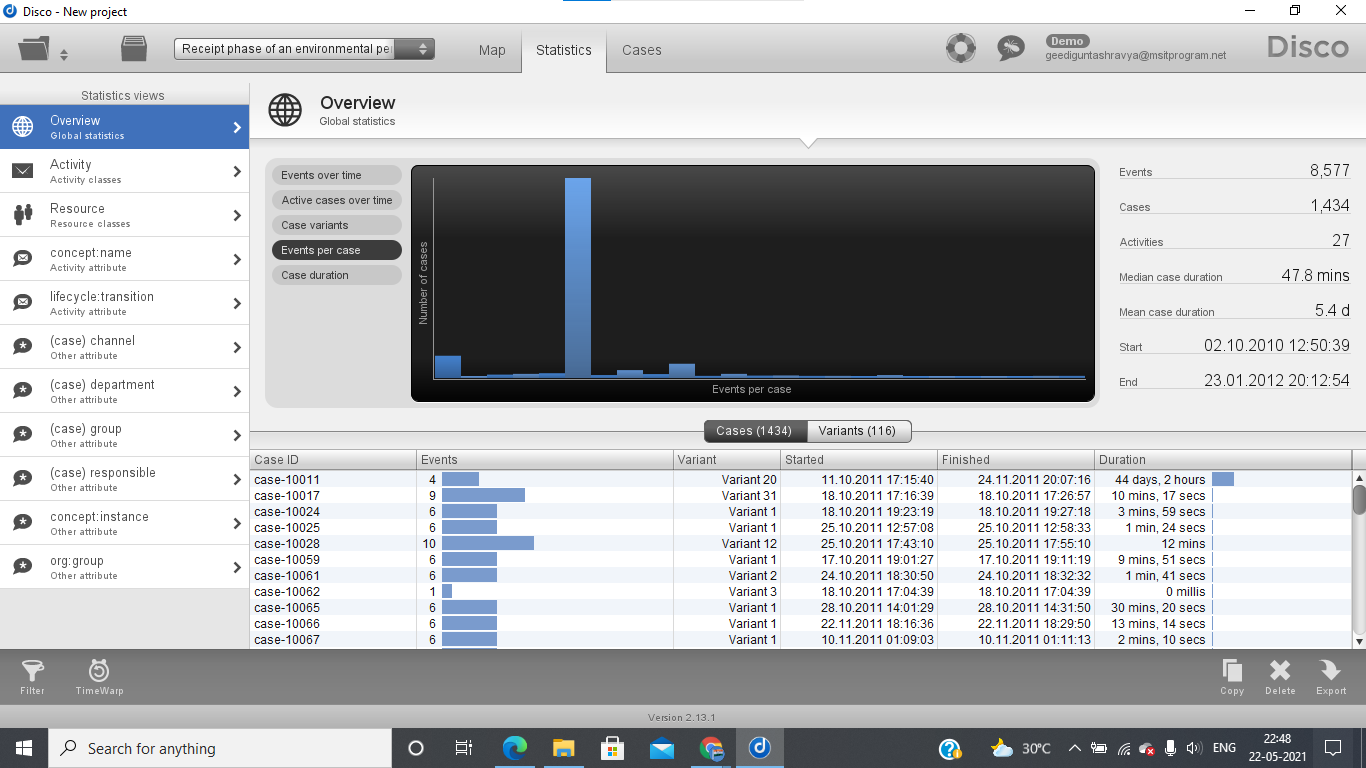 Disco - New project
Receipt phase of an environmental pe
Map
Statistics
Cases
Demo
geediguntashravya@msitprogram.net
Disco
Statistics views
Overview
Global statistics
Activity
Activity classes
Resource
Resource classes
concept:name
Activity attribute
lifecycle:transition
Activity attribute
(case) channel
Other attribute
(case) department
Other attribute
(case) group
Other attribute
(case) responsible
Other attribute
concept:instance
Other attribute
org:group
Other attribute
Overview
Global statistics
Events over time
Active cases over time
Case variants
Events per case
Case duration
Number of cases
Events per case
Events 8,577
Cases 1,434
Activities 27
Median case duration 47.8 mins
Mean case duration 5.4 d
Start 02.10.2010 12:50:39
End 23.01.2012 20:12:54
Cases (1434) Variants (116)
Case ID Events Variant Started Finished Duration
case-10011 4 Variant 20 11.10.2011 17:15:40 24.11.2011 20:07:16 44 days, 2 hours
case-10017 9 Variant 31 18.10.2011 17:16:39 18.10.2011 17:26:57 10 mins, 17 secs
case-10024 6 Variant 1 18.10.2011 19:23:19 18.10.2011 19:27:18 3 mins, 59 secs
case-10025 6 Variant 1 25.10.2011 12:57:08 25.10.2011 12:58:33 1 min, 24 secs
case-10028 10 Variant 12 25.10.2011 17:43:10 25.10.2011 17:55:10 12 mins
case-10059 6 Variant 1 17.10.2011 19:01:27 17.10.2011 19:11:19 9 mins, 51 secs
case-10061 6 Variant 2 24.10.2011 18:30:50 24.10.2011 18:32:32 1 min, 41 secs
case-10062 1 Variant 3 18.10.2011 17:04:39 18.10.2011 17:04:39 0 millis
case-10065 6 Variant 1 28.10.2011 14:01:29 28.10.2011 14:31:50 30 mins, 20 secs
case-10066 6 Variant 1 22.11.2011 18:16:36 22.11.2011 18:29:50 13 mins, 14 secs
case-10067 6 Variant 1 10.11.2011 01:09:03 10.11.2011 01:11:13 2 mins, 10 secs
Filter
TimeWarp
Copy
Delete
Export
Version 2.13.1
Search for anything
30°C
ENG
22:48
22-05-2021